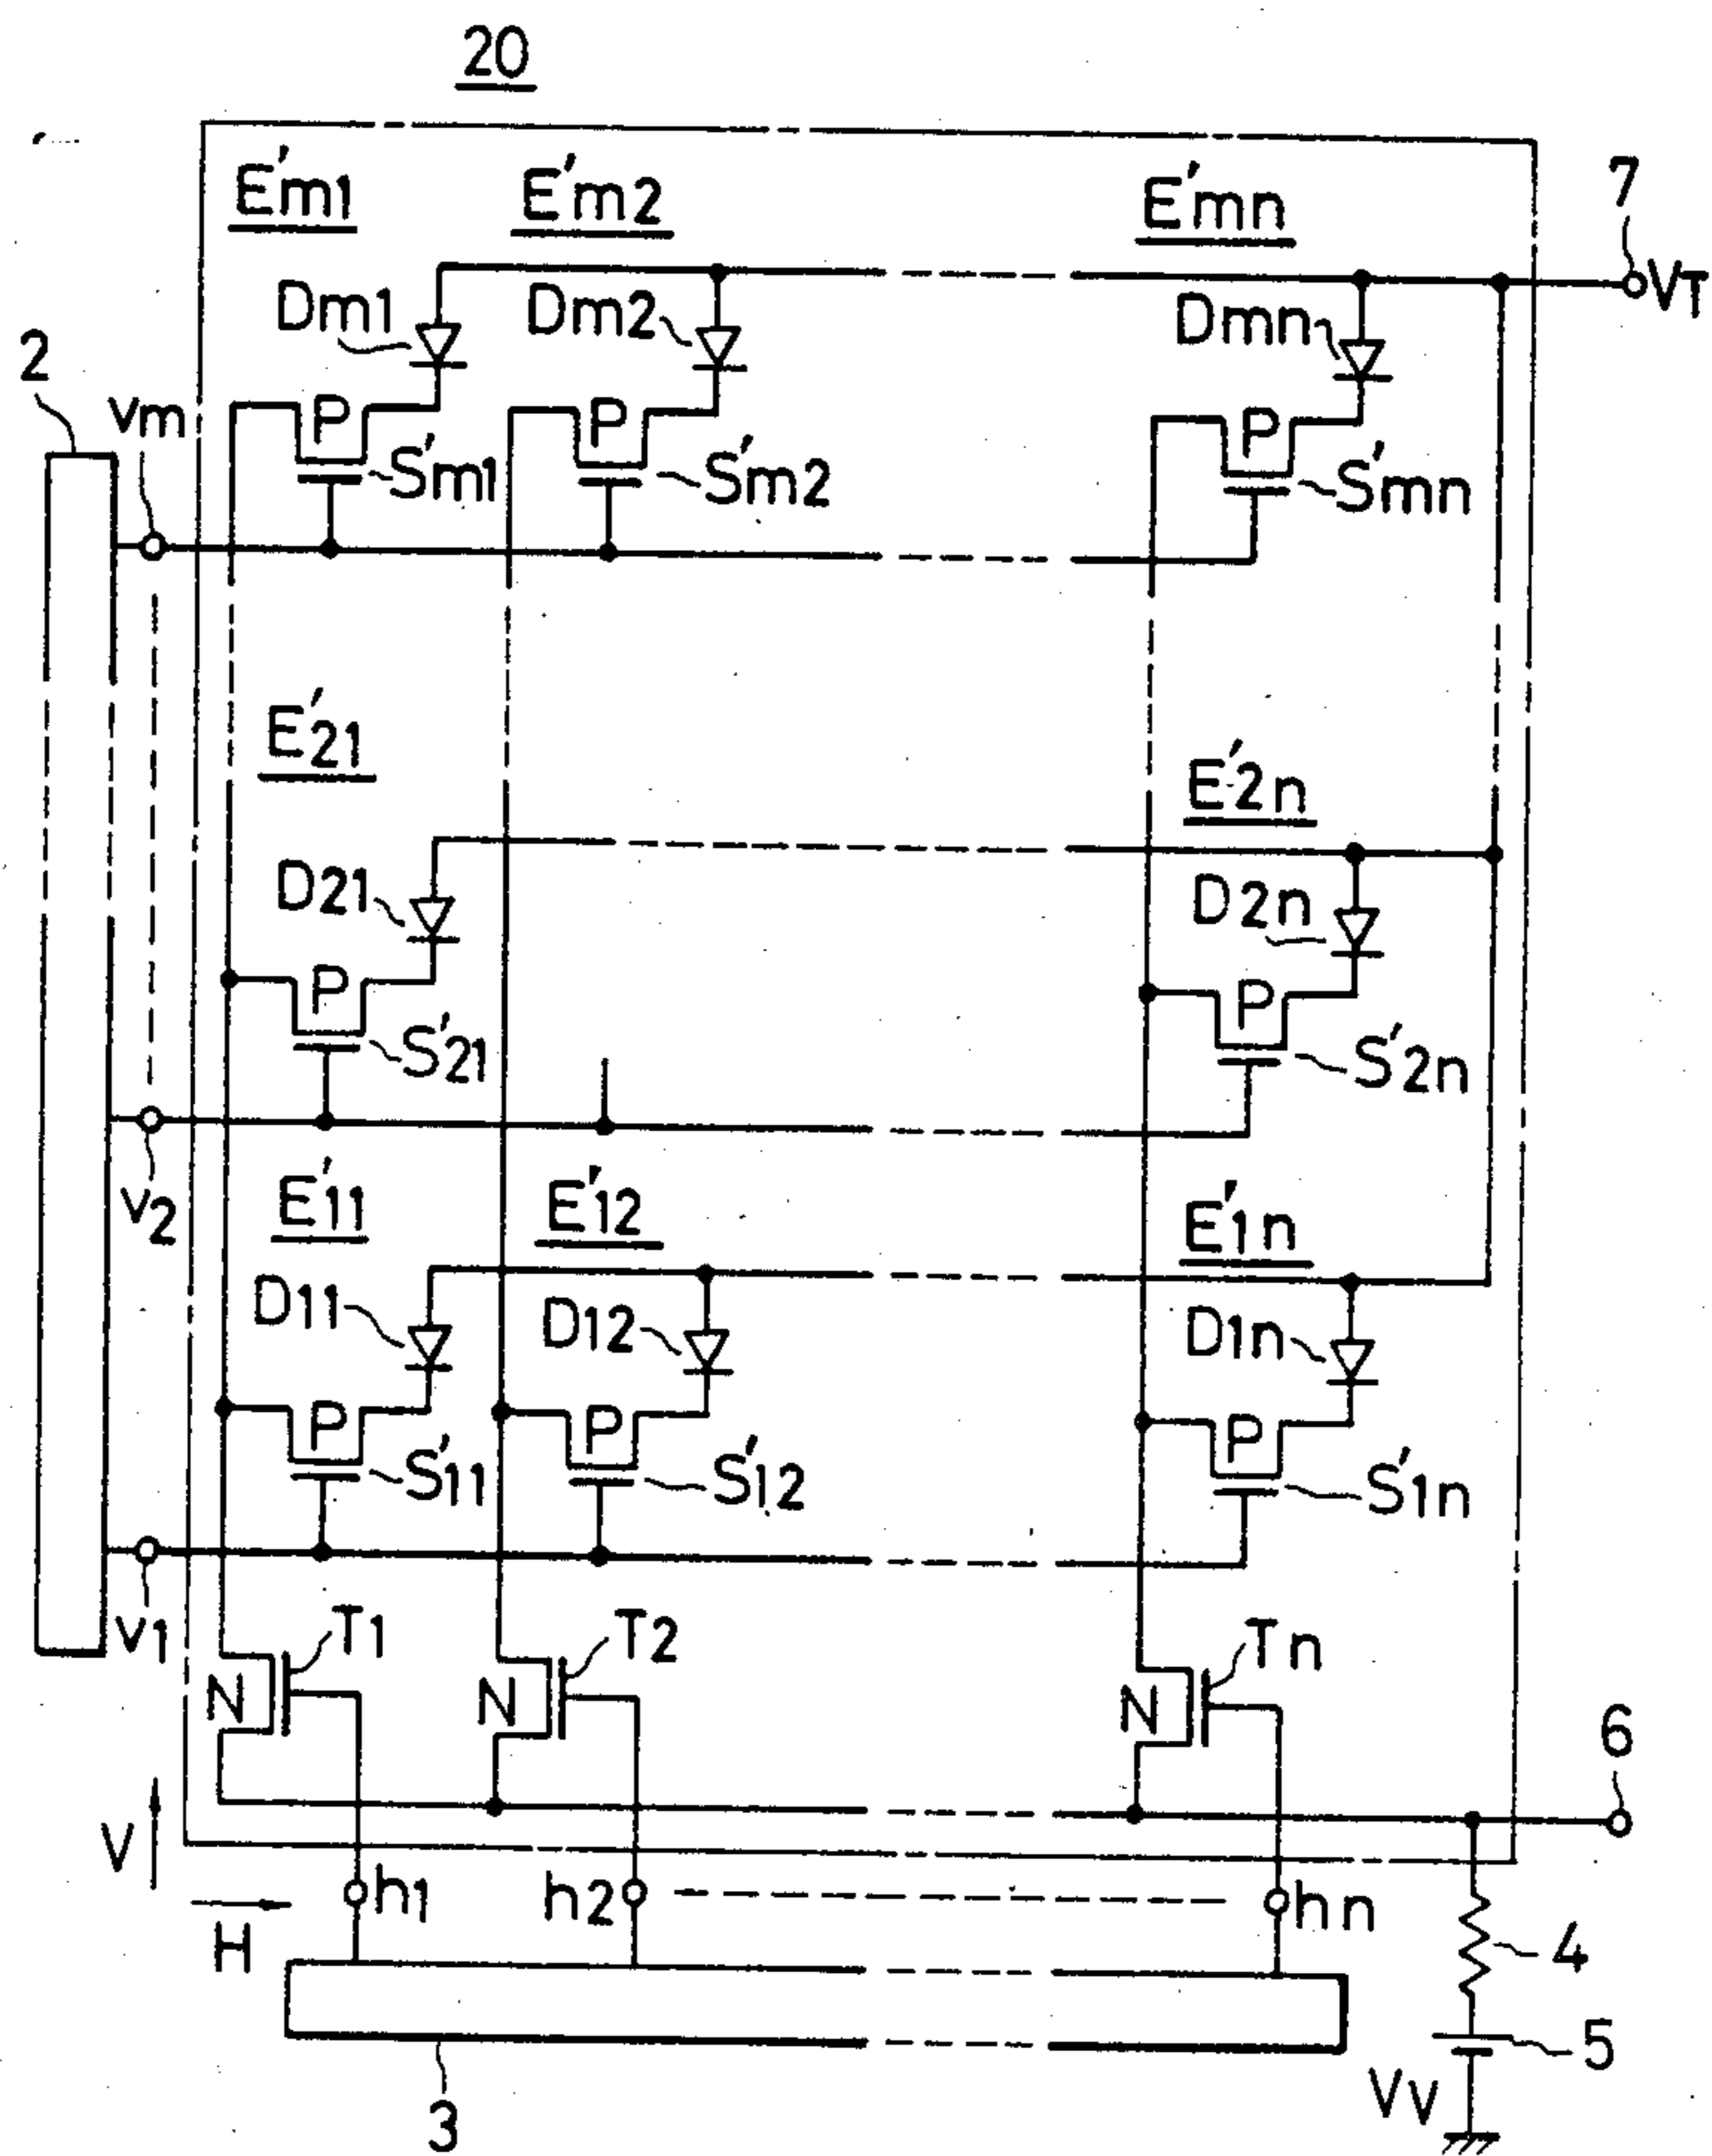 20
E'm1 E'm2 E'mn 7
Dm1 Dm2 Dmn VT
2 vm P P P
S'm1 S'm2 S'mn
E'21 E'2n
D21 D2n
P P
S'21 S'2n
v2
E'11 E'12 E'1n
D11 D12 D1n
P P P
S'11 S'12 S'1n
v1 T1 T2 Tn
N N N 6
V
h1 h2 hn
H 4
5
3 VV